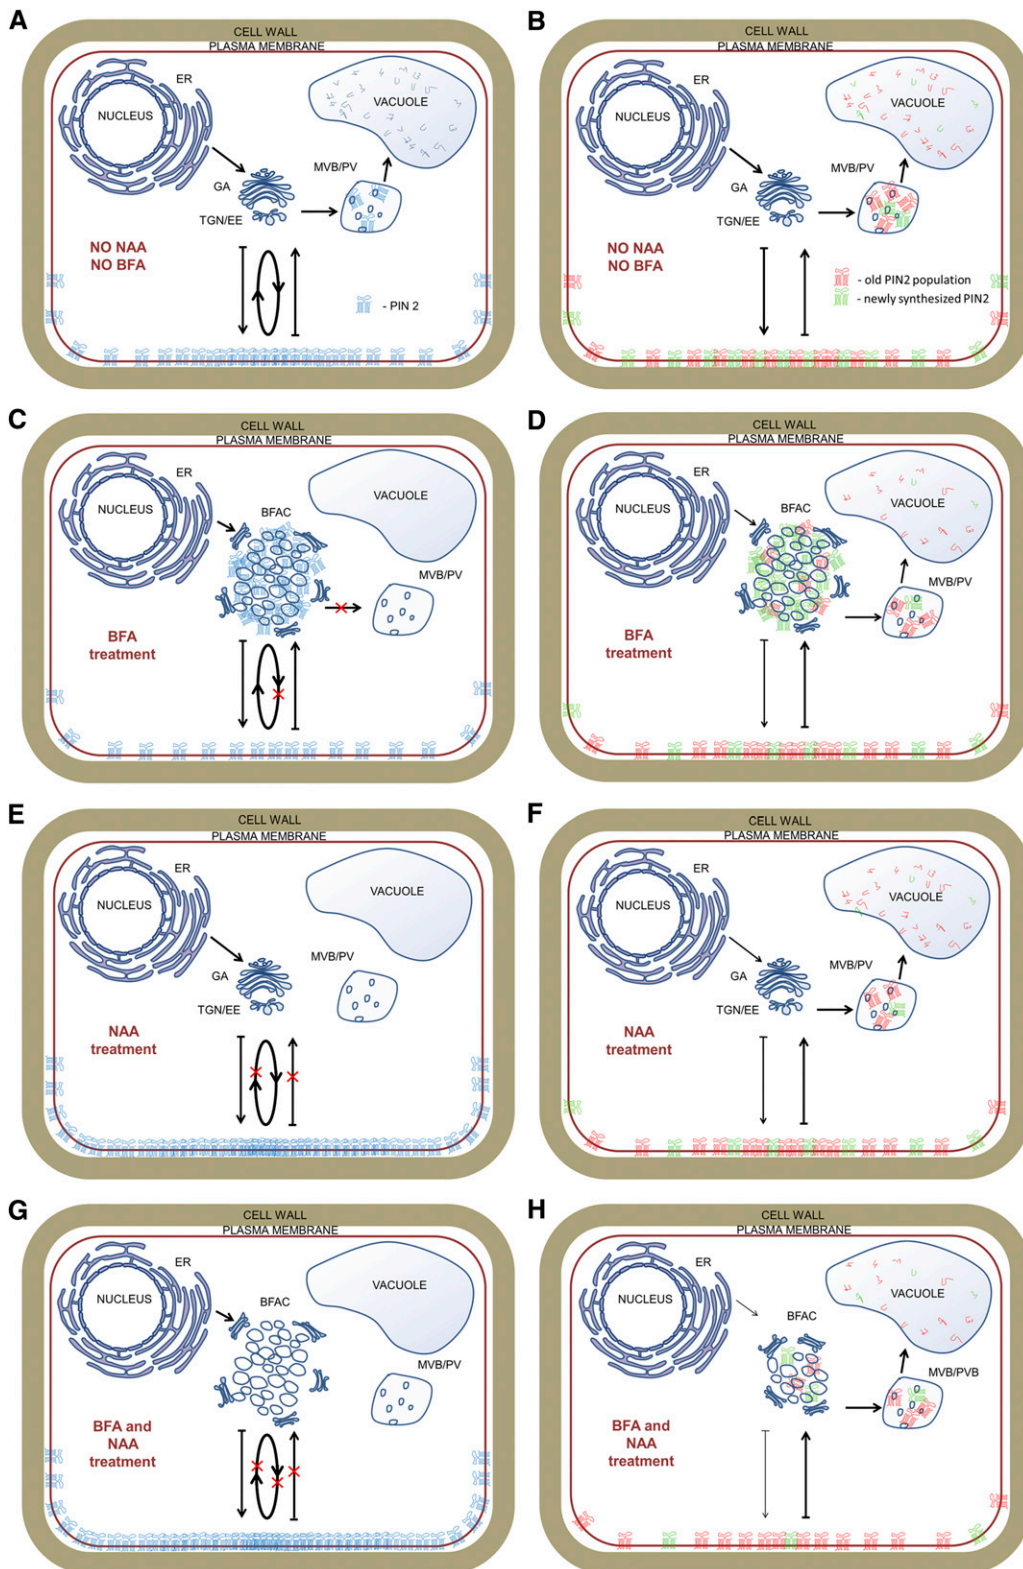 A
CELL WALL
PLASMA MEMBRANE
ER
NUCLEUS
VACUOLE
MVB/PV
GA
TGN/EE
NO NAA
NO BFA
- PIN 2
B
CELL WALL
PLASMA MEMBRANE
ER
NUCLEUS
VACUOLE
MVB/PV
GA
TGN/EE
NO NAA
NO BFA
- old PIN2 population
- newly synthesized PIN2
C
CELL WALL
PLASMA MEMBRANE
ER
NUCLEUS
VACUOLE
BFAC
MVB/PV
BFA
treatment
D
CELL WALL
PLASMA MEMBRANE
ER
NUCLEUS
VACUOLE
BFAC
MVB/PV
BFA
treatment
E
CELL WALL
PLASMA MEMBRANE
ER
NUCLEUS
VACUOLE
MVB/PV
GA
TGN/EE
NAA
treatment
F
CELL WALL
PLASMA MEMBRANE
ER
NUCLEUS
VACUOLE
MVB/PV
GA
TGN/EE
NAA
treatment
G
CELL WALL
PLASMA MEMBRANE
ER
NUCLEUS
VACUOLE
BFAC
MVB/PV
BFA and
NAA
treatment
H
CELL WALL
PLASMA MEMBRANE
ER
NUCLEUS
VACUOLE
BFAC
MVB/PVB
BFA and
NAA
treatment